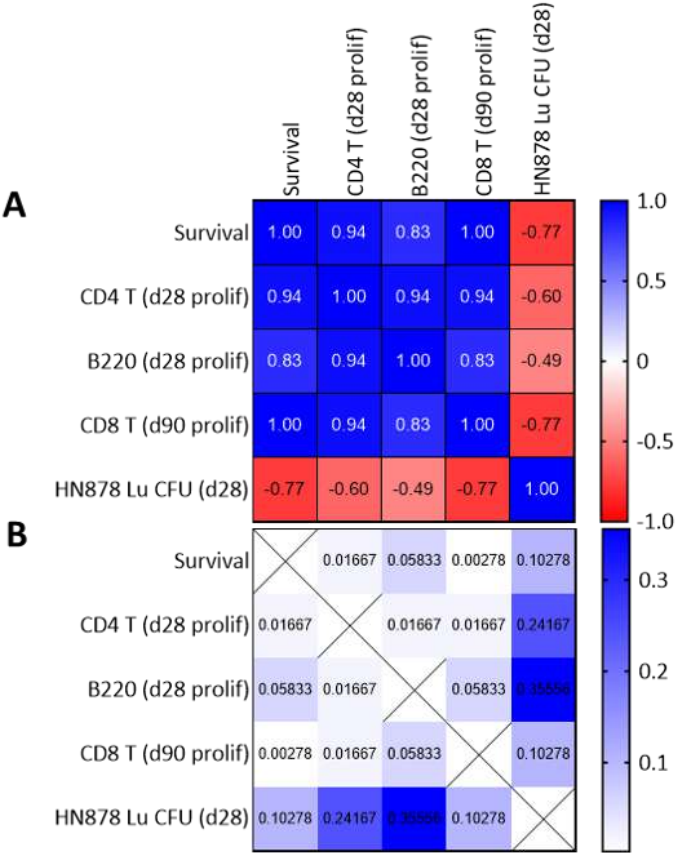 Survival
CD4 T (d28 prolif)
B220 (d28 prolif)
CD8 T (d90 prolif)
HN878 Lu CFU (d28)
A
Survival 1.00 0.94 0.83 1.00 -0.77
CD4 T (d28 prolif) 0.94 1.00 0.94 0.94 -0.60
B220 (d28 prolif) 0.83 0.94 1.00 0.83 -0.49
CD8 T (d90 prolif) 1.00 0.94 0.83 1.00 -0.77
HN878 Lu CFU (d28) -0.77 -0.60 -0.49 -0.77 1.00
1.0
0.5
0
-0.5
-1.0
B
Survival 0.01667 0.05833 0.00278 0.10278
CD4 T (d28 prolif) 0.01667 0.01667 0.01667 0.24167
B220 (d28 prolif) 0.05833 0.01667 0.05833 0.35556
CD8 T (d90 prolif) 0.00278 0.01667 0.05833 0.10278
HN878 Lu CFU (d28) 0.10278 0.24167 0.35556 0.10278
0.3
0.2
0.1